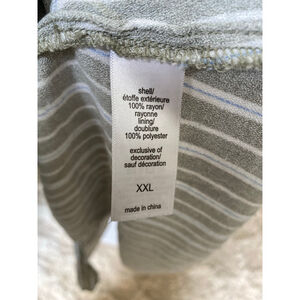 shell/
étoffe extérieure
100% rayon/
rayonne
lining/
doublure
100% polyester
exclusive of
decoration/
sauf décoration
XXL
made in china